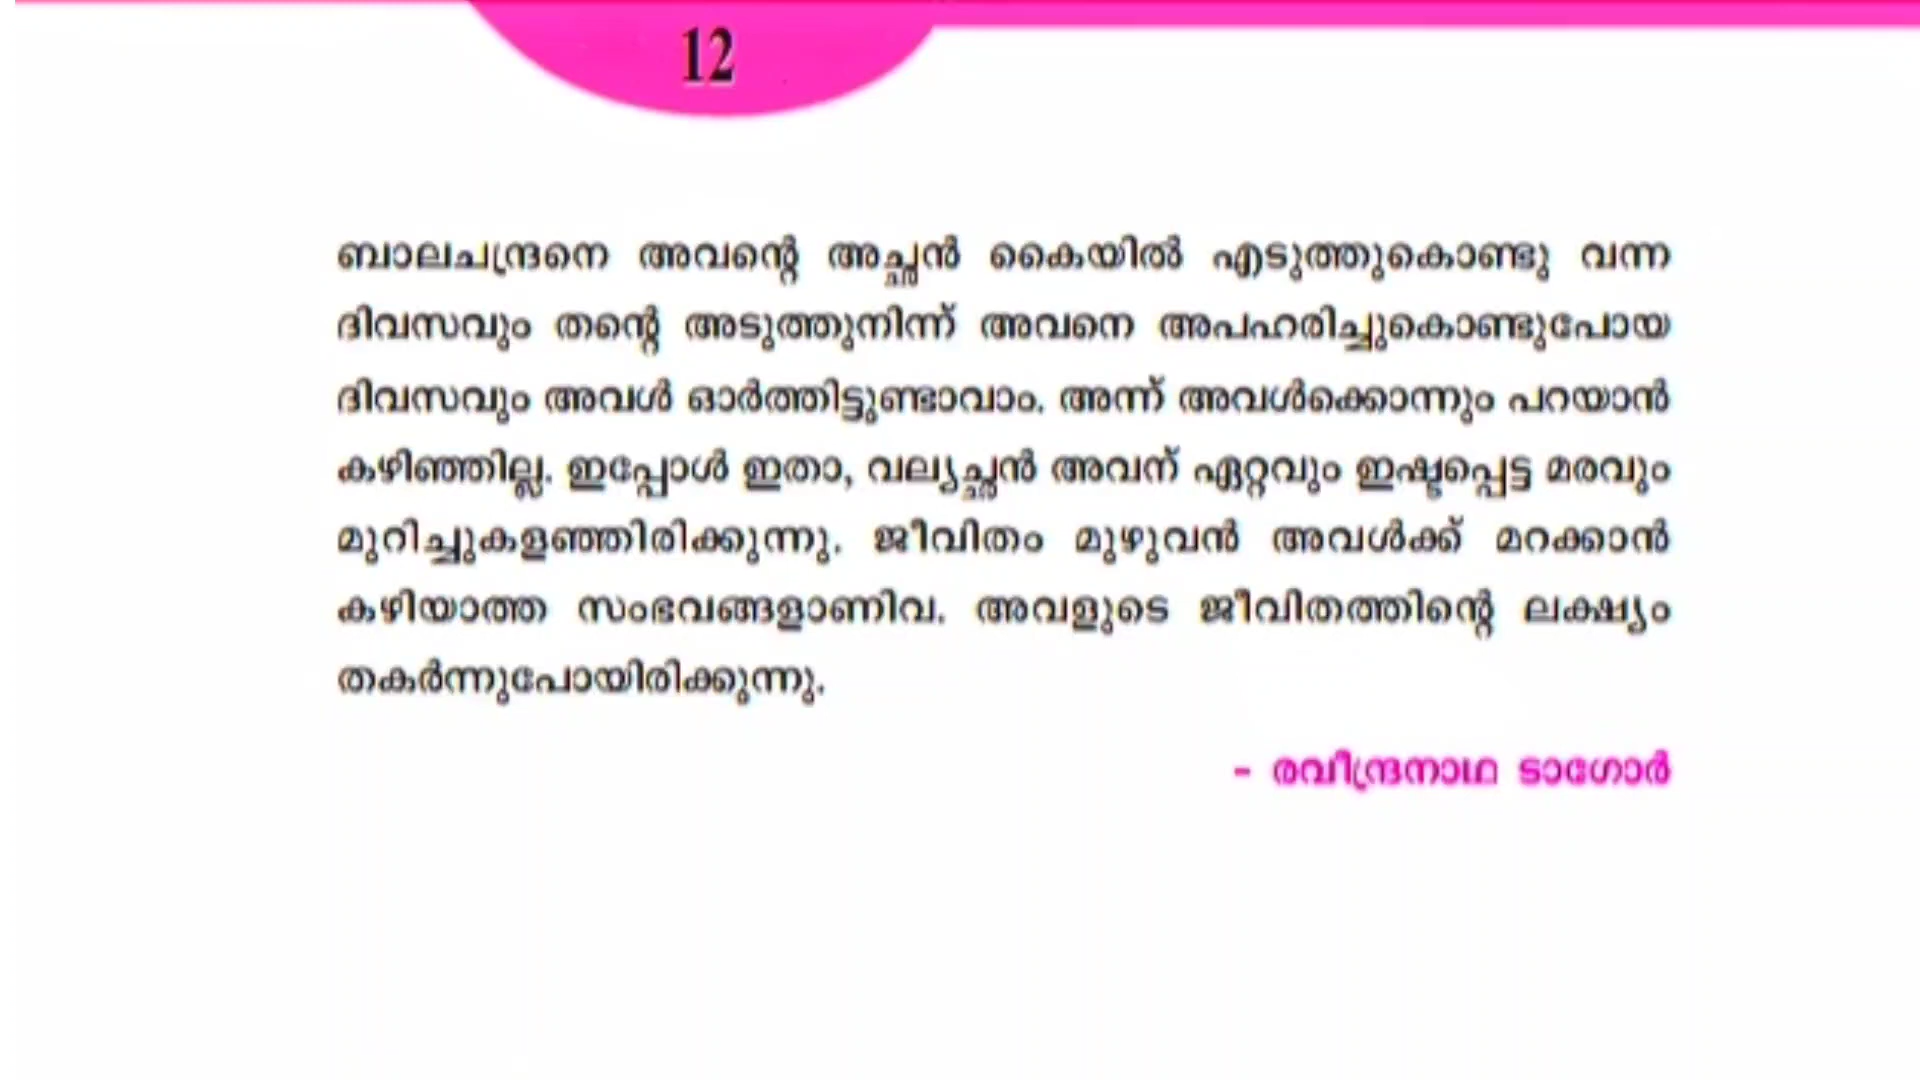 12
ബാലചന്ദ്രനെ അവന്റെ അച്ഛൻ കൈയിൽ എടുത്തുകൊണ്ടു വന്ന
ദിവസവും തന്റെ അടുത്തുനിന്ന് അവനെ അപഹരിച്ചുകൊണ്ടുപോയ
ദിവസവും അവൾ ഓർത്തിട്ടുണ്ടാവാം. അന്ന് അവൾക്കൊന്നും പറയാൻ
കഴിഞ്ഞില്ല. ഇപ്പോൾ ഇതാ, വല്യച്ഛൻ അവന് ഏറ്റവും ഇഷ്ടപ്പെട്ട മരവും
മുറിച്ചുകളഞ്ഞിരിക്കുന്നു. ജീവിതം മുഴുവൻ അവൾക്ക് മറക്കാൻ
കഴിയാത്ത സംഭവങ്ങളാണിവ. അവളുടെ ജീവിതത്തിന്റെ ലക്ഷ്യം
തകർന്നുപോയിരിക്കുന്നു.
- രവീന്ദ്രനാഥ ടാഗോർ